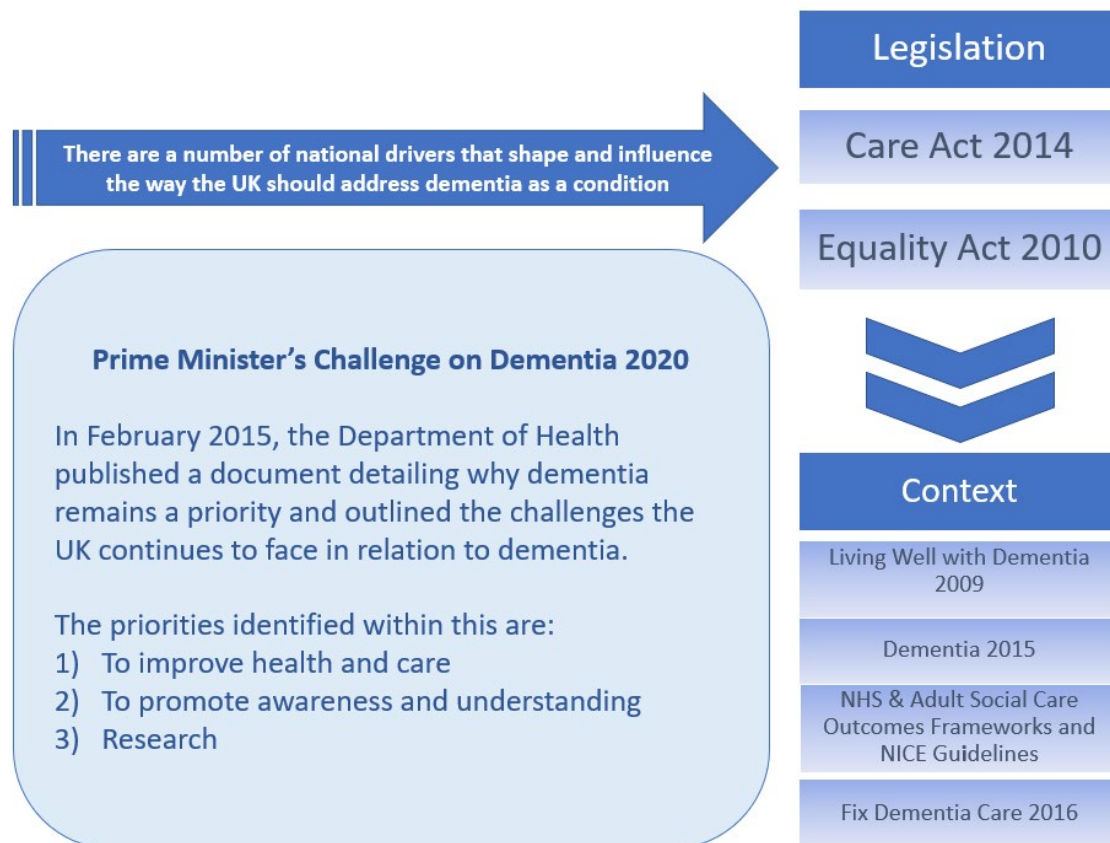 There are a number of national drivers that shape and influence
the way the UK should address dementia as a condition
Prime Minister’s Challenge on Dementia 2020
In February 2015, the Department of Health
published a document detailing why dementia
remains a priority and outlined the challenges the
UK continues to face in relation to dementia.
The priorities identified within this are:
1) To improve health and care
2) To promote awareness and understanding
3) Research
Legislation
Care Act 2014
Equality Act 2010
Context
Living Well with Dementia
2009
Dementia 2015
NHS & Adult Social Care
Outcomes Frameworks and
NICE Guidelines
Fix Dementia Care 2016